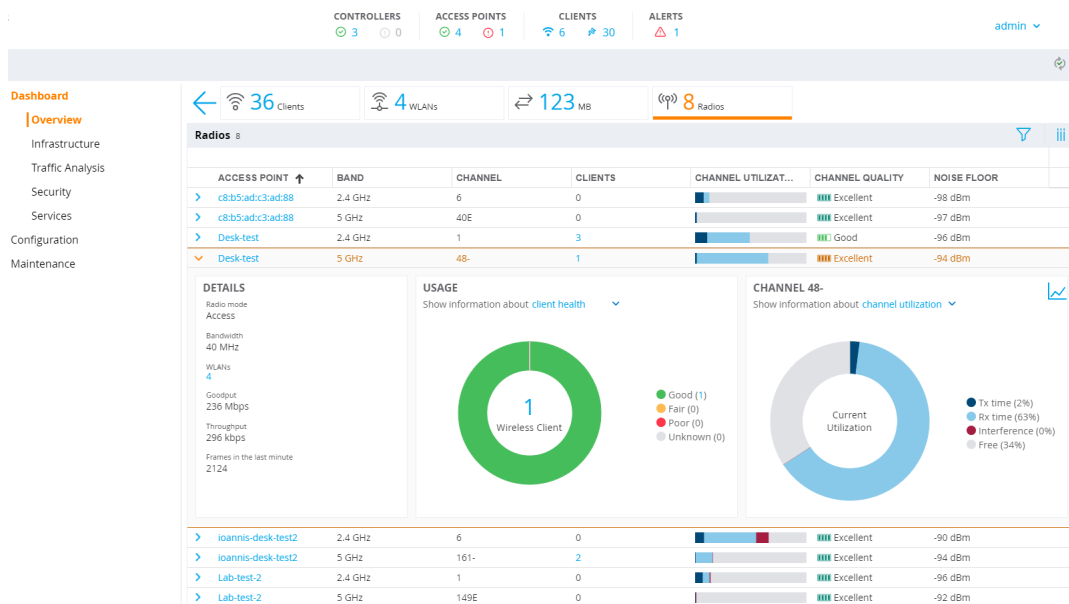 CONTROLLERS ACCESS POINTS CLIENTS ALERTS
3 0 4 1 6 30 1
admin
Dashboard
Overview
Infrastructure
Traffic Analysis
Security
Services
Configuration
Maintenance
36 Clients 4 WLANs 123 MB 8 Radios
Radios 8
ACCESS POINT BAND CHANNEL CLIENTS CHANNEL UTILIZAT... CHANNEL QUALITY NOISE FLOOR
c8:b5:ad:c3:ad:88 2.4 GHz 6 0 Excellent -98 dBm
c8:b5:ad:c3:ad:88 5 GHz 40E 0 Excellent -97 dBm
Desk-test 2.4 GHz 1 3 Good -96 dBm
Desk-test 5 GHz 48- 1 Excellent -94 dBm
DETAILS
Radio mode
Access
Bandwidth
40 MHz
WLANs
4
Goodput
236 Mbps
Throughput
296 kbps
Frames in the last minute
2124
USAGE
Show information about client health
1
Wireless Client
Good (1)
Fair (0)
Poor (0)
Unknown (0)
CHANNEL 48-
Show information about channel utilization
Current
Utilization
Tx time (2%)
Rx time (63%)
Interference (0%)
Free (34%)
ioannis-desk-test2 2.4 GHz 6 0 Excellent -90 dBm
ioannis-desk-test2 5 GHz 161- 2 Excellent -94 dBm
Lab-test-2 2.4 GHz 1 0 Excellent -96 dBm
Lab-test-2 5 GHz 149E 0 Excellent -92 dBm